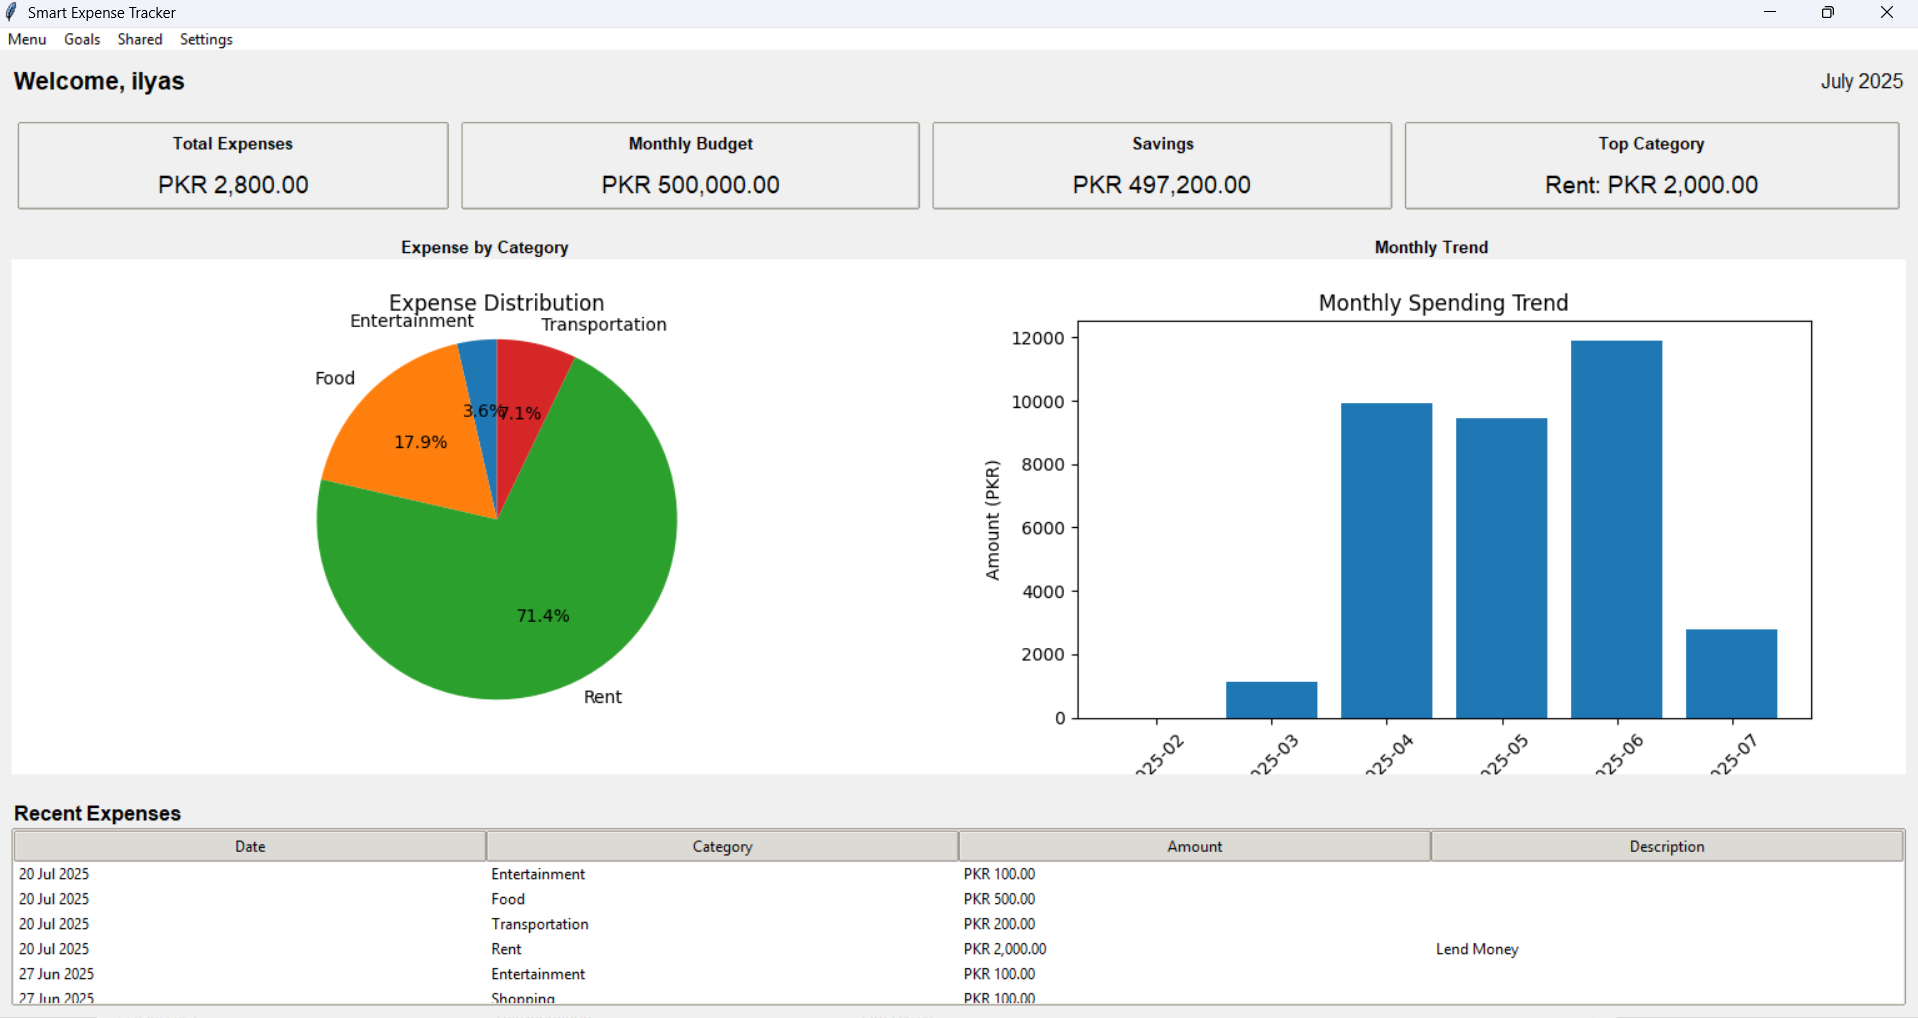 Smart Expense Tracker
Menu Goals Shared Settings
Welcome, ilyas
July 2025
Total Expenses
PKR 2,800.00
Monthly Budget
PKR 500,000.00
Savings
PKR 497,200.00
Top Category
Rent: PKR 2,000.00
Expense by Category
Expense Distribution
Entertainment
Transportation
Food
3.6%
7.1%
17.9%
71.4%
Rent
Monthly Trend
Monthly Spending Trend
Amount (PKR)
12000
10000
8000
6000
4000
2000
0
025-02
025-03
025-04
025-05
025-06
025-07
Recent Expenses
Date Category Amount Description
20 Jul 2025 Entertainment PKR 100.00
20 Jul 2025 Food PKR 500.00
20 Jul 2025 Transportation PKR 200.00
20 Jul 2025 Rent PKR 2,000.00 Lend Money
27 Jun 2025 Entertainment PKR 100.00
27 Jun 2025 Shopping PKR 100.00